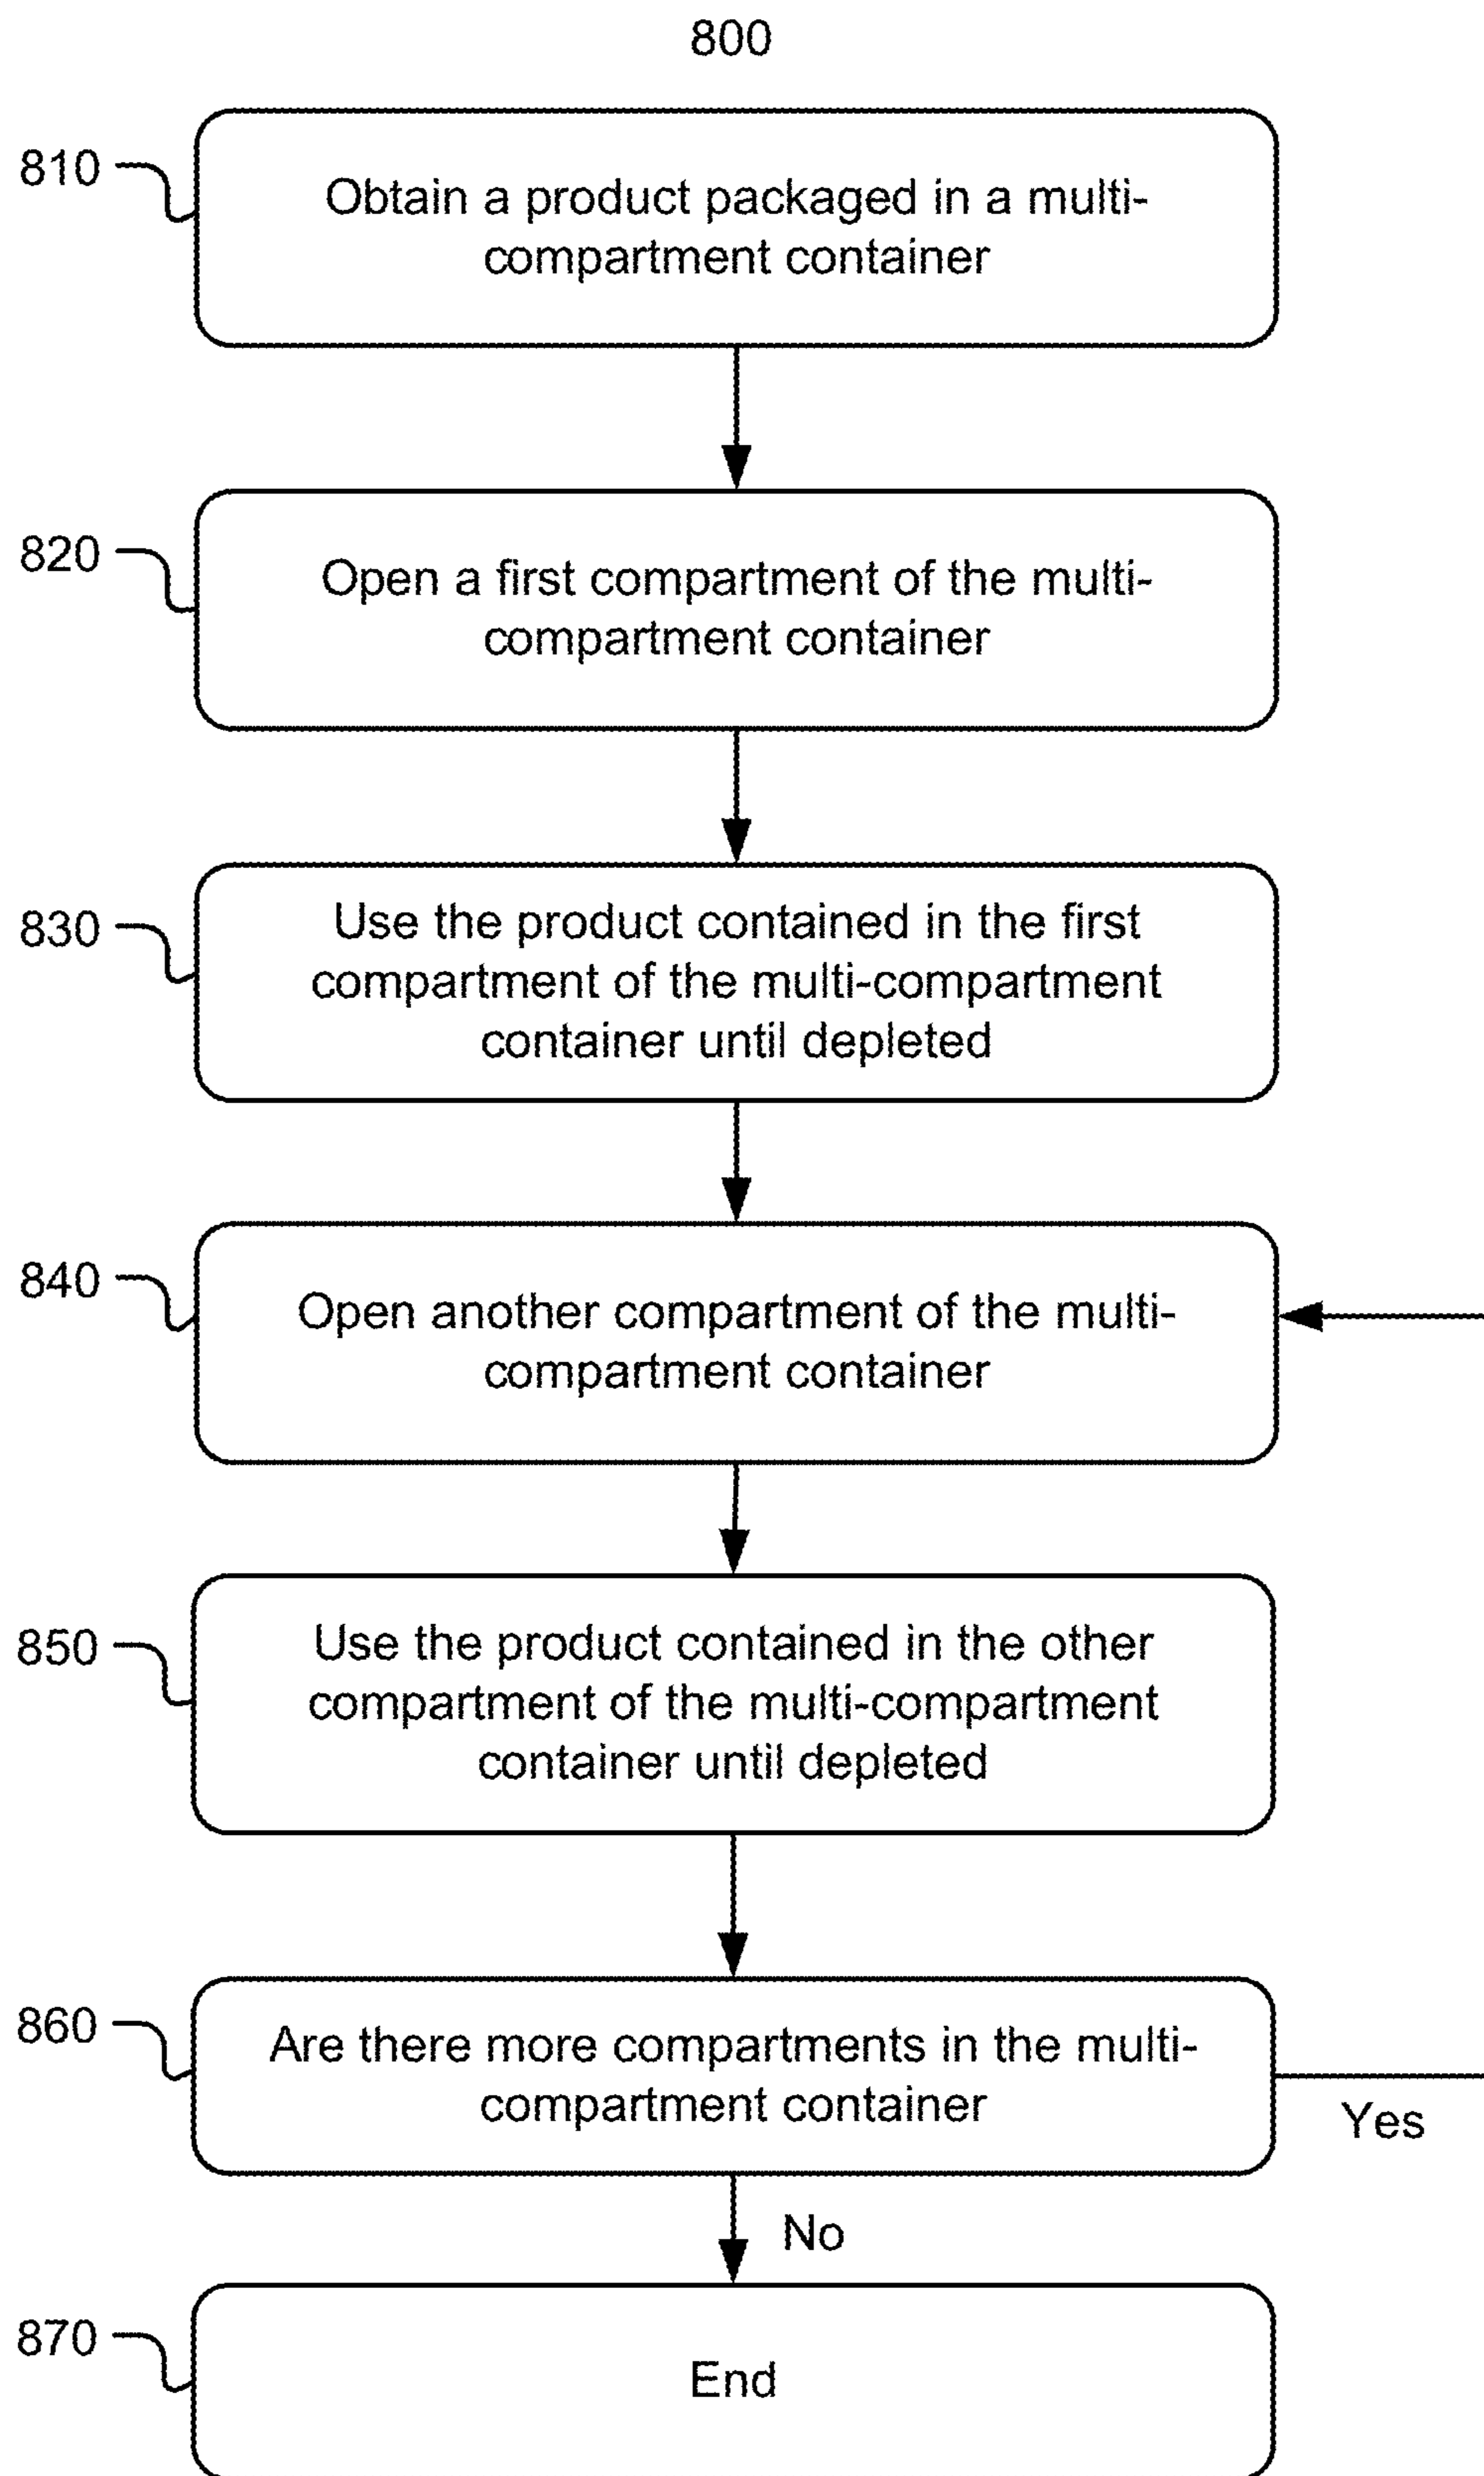 800
810
Obtain a product packaged in a multi-
compartment container
820
Open a first compartment of the multi-
compartment container
830
Use the product contained in the first
compartment of the multi-compartment
container until depleted
840
Open another compartment of the multi-
compartment container
850
Use the product contained in the other
compartment of the multi-compartment
container until depleted
860
Are there more compartments in the multi-
compartment container
Yes
No
870
End